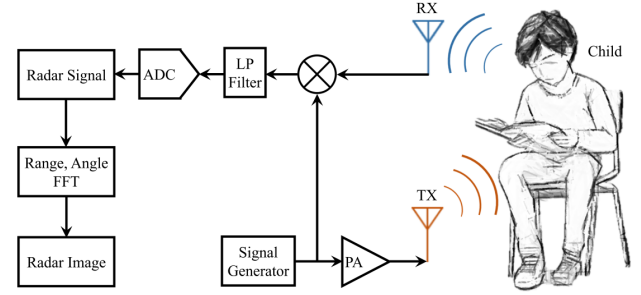 RX
Child
Radar Signal
ADC
LP
Filter
Range, Angle
FFT
TX
Radar Image
Signal
Generator
PA